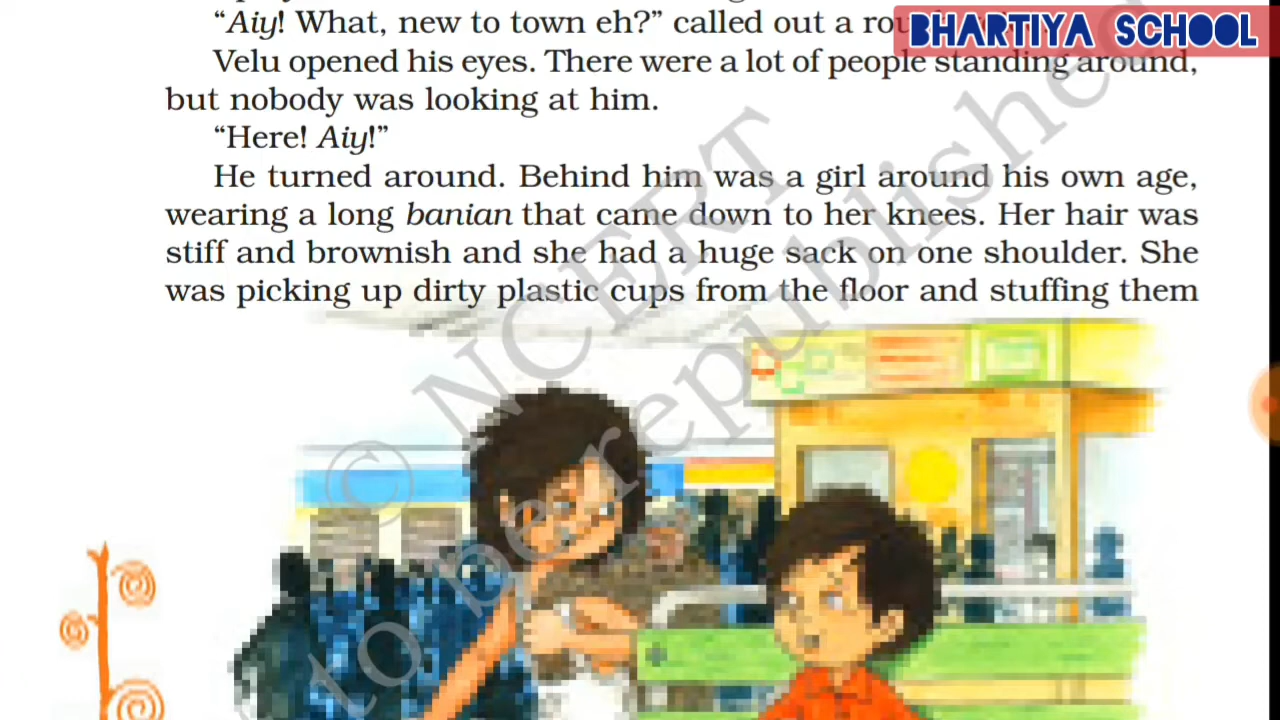 “Aiy! What, new to town eh?” called out a
BHARTIYA SCHOOL
Velu opened his eyes. There were a lot of people standing around,
but nobody was looking at him.
“Here! Aiy!”
He turned around. Behind him was a girl around his own age,
wearing a long banian that came down to her knees. Her hair was
stiff and brownish and she had a huge sack on one shoulder. She
was picking up dirty plastic cups from the floor and stuffing them
© NCERT
to be republished